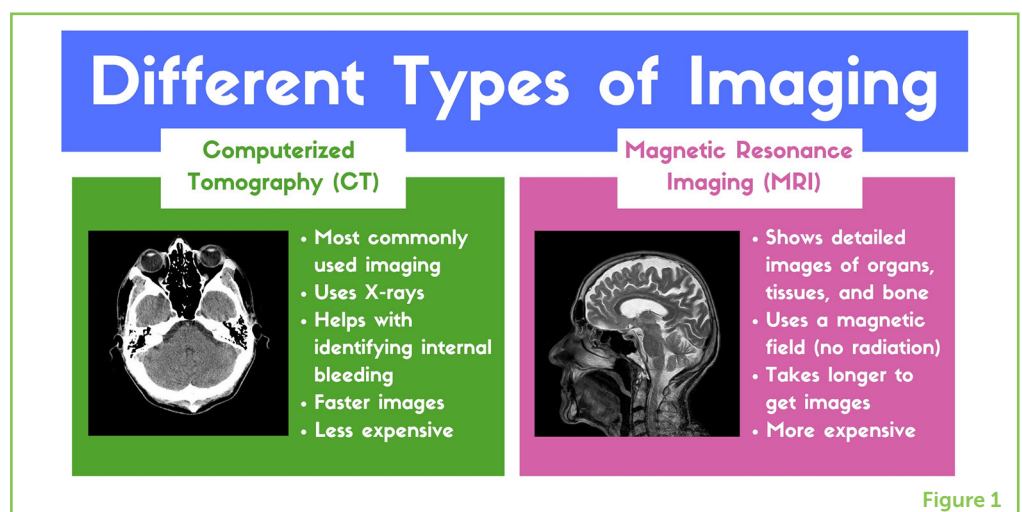 Different Types of Imaging
Computerized
Tomography (CT)
• Most commonly
used imaging
• Uses X-rays
• Helps with
identifying internal
bleeding
• Faster images
• Less expensive
Magnetic Resonance
Imaging (MRI)
• Shows detailed
images of organs,
tissues, and bone
• Uses a magnetic
field (no radiation)
• Takes longer to
get images
• More expensive
Figure 1